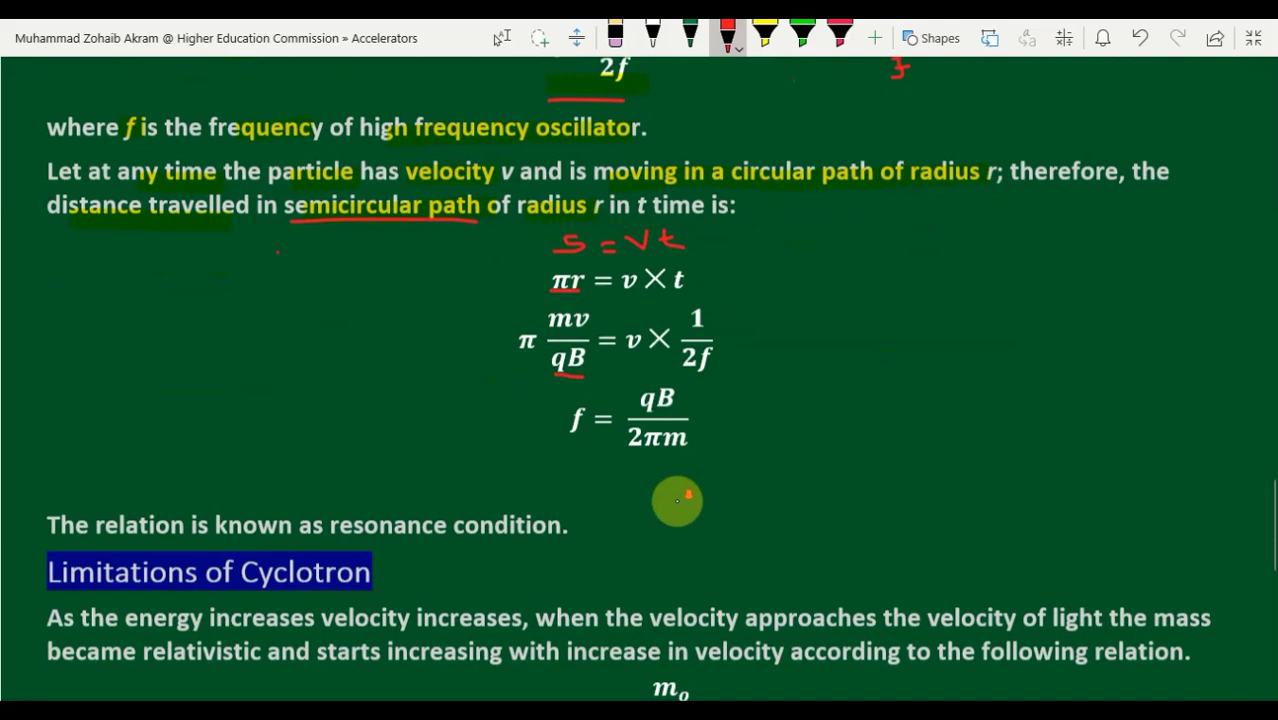 Muhammad Zohaib Akram @ Higher Education Commission » Accelerators
Shapes
2f
f
where f is the frequency of high frequency oscillator.
Let at any time the particle has velocity v and is moving in a circular path of radius r; therefore, the
distance travelled in semicircular path of radius r in t time is:
S = Vt
πr = v × t
π mv/qB = v × 1/2f
f = qB/2πm
The relation is known as resonance condition.
Limitations of Cyclotron
As the energy increases velocity increases, when the velocity approaches the velocity of light the mass
became relativistic and starts increasing with increase in velocity according to the following relation.
mo